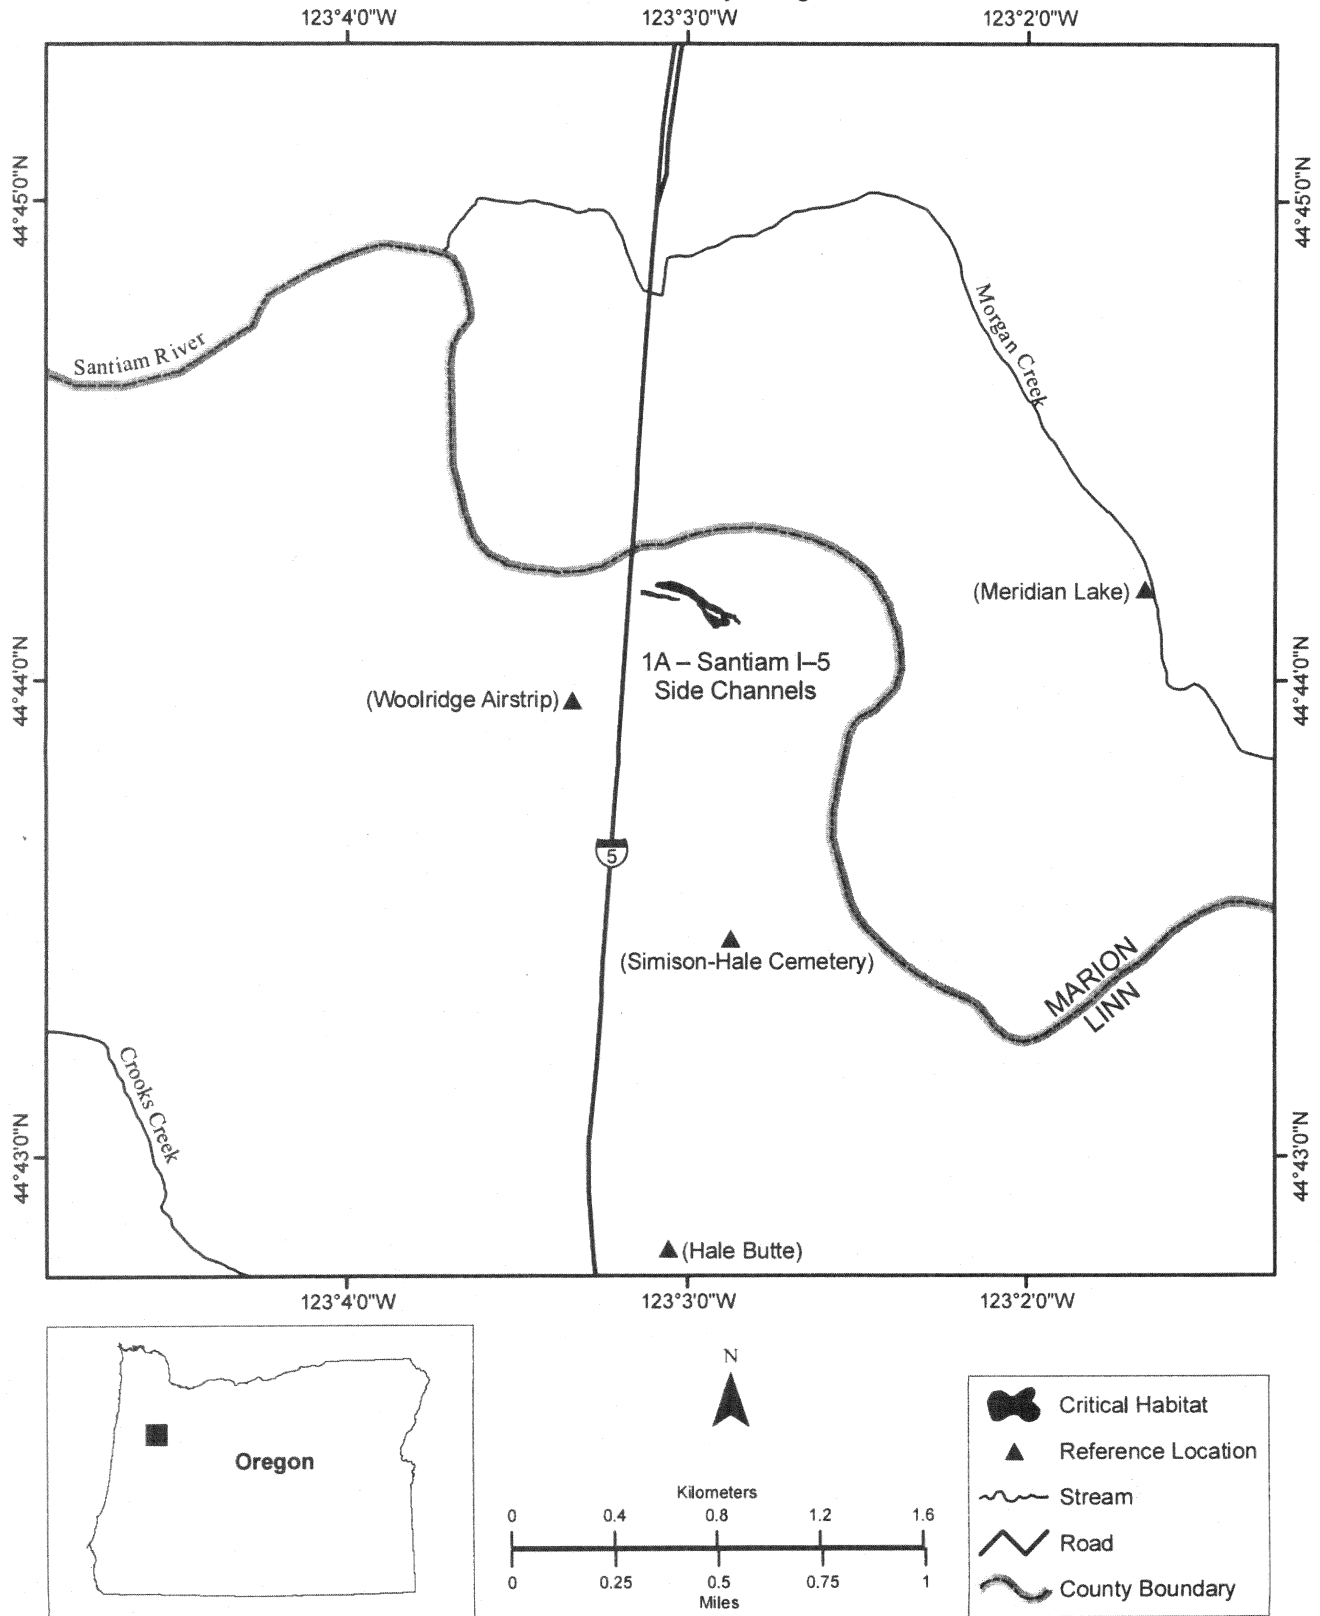 123°4'0"W
123°3'0"W
123°2'0"W
44°45'0"N
44°45'0"N
Morgan Creek
Santiam River
(Meridian Lake)
1A – Santiam I–5
Side Channels
44°44'0"N
44°44'0"N
(Woolridge Airstrip)
5
(Simison-Hale Cemetery)
MARION
LINN
Crooks Creek
44°43'0"N
44°43'0"N
(Hale Butte)
123°4'0"W
123°3'0"W
123°2'0"W
Oregon
N
Kilometers
0 0.4 0.8 1.2 1.6
0 0.25 0.5 0.75 1
Miles
Critical Habitat
Reference Location
Stream
Road
County Boundary